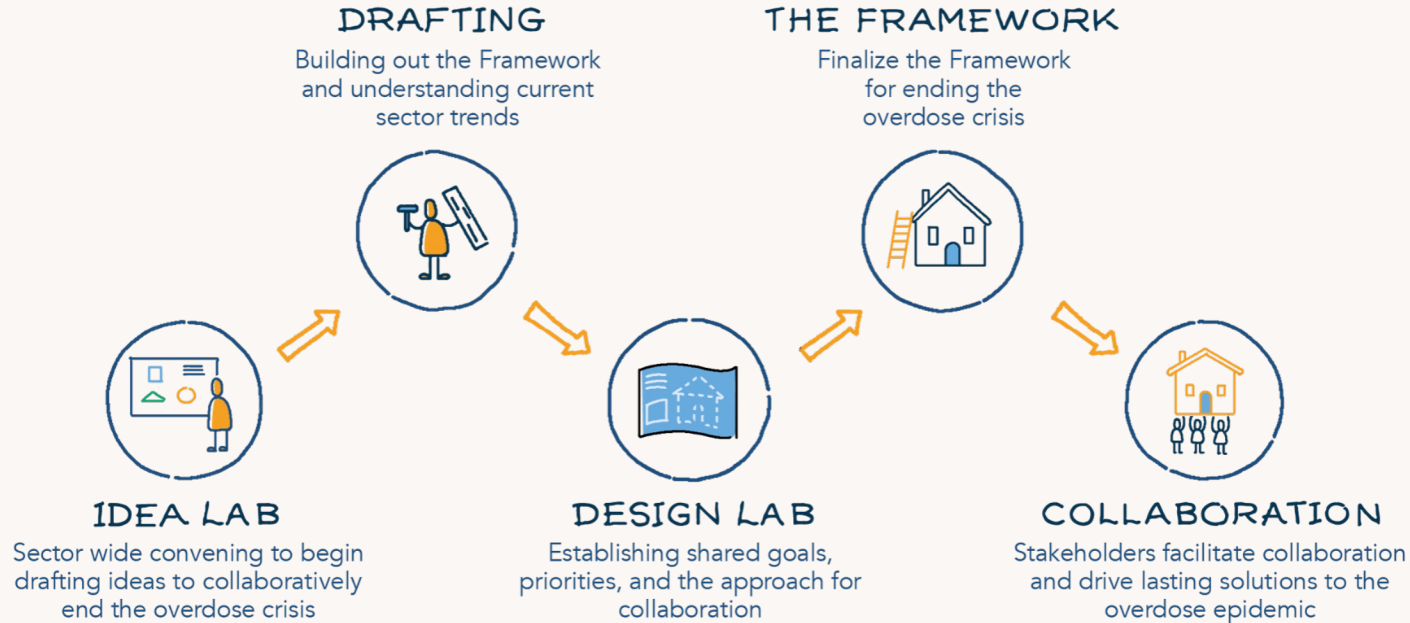 DRAFTING
Building out the Framework
and understanding current
sector trends
THE FRAMEWORK
Finalize the Framework
for ending the
overdose crisis
IDEA LAB
Sector wide convening to begin
drafting ideas to collaboratively
end the overdose crisis
DESIGN LAB
Establishing shared goals,
priorities, and the approach for
collaboration
COLLABORATION
Stakeholders facilitate collaboration
and drive lasting solutions to the
overdose epidemic